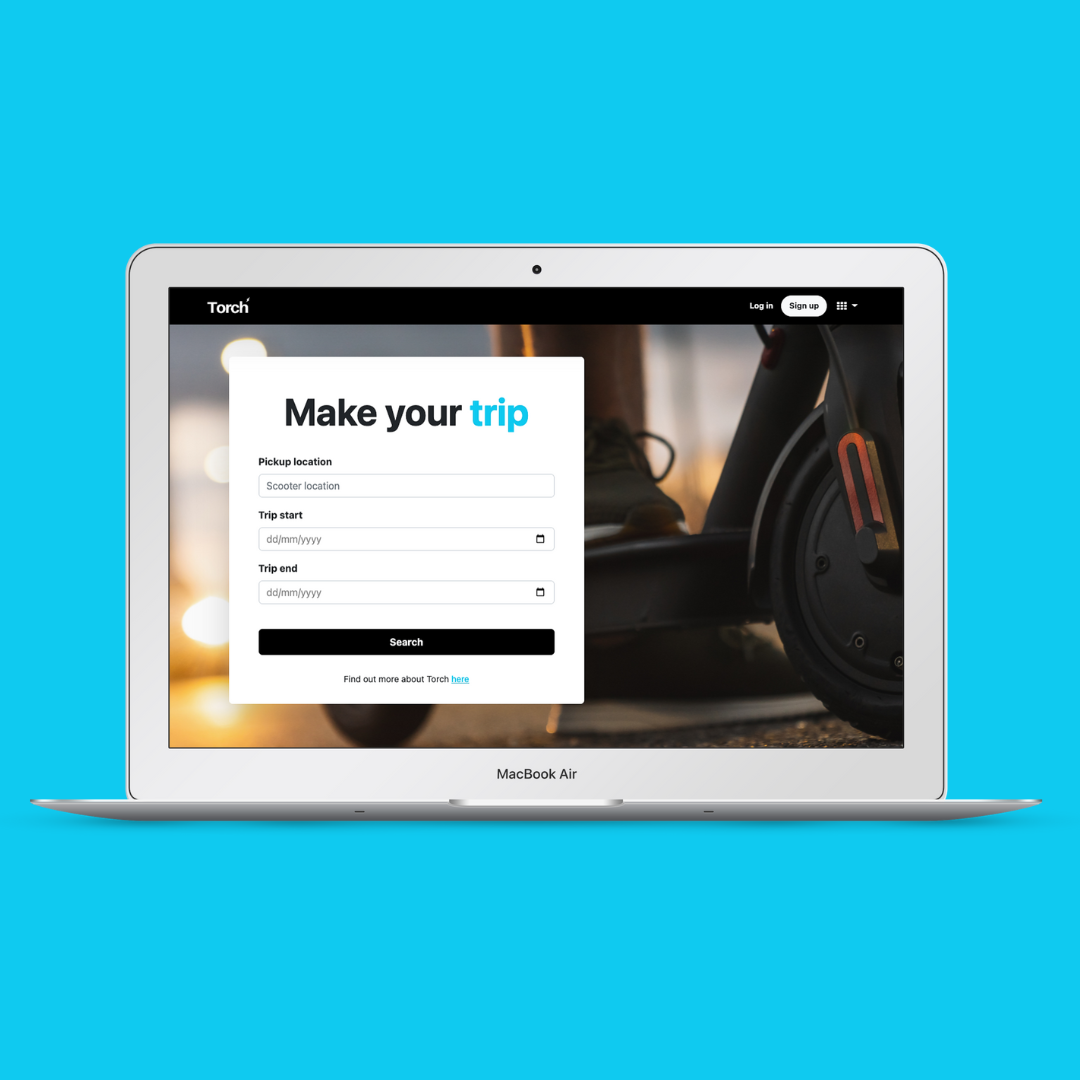 Torch
Log in
Sign up
Make your trip
Pickup location
Scooter location
Trip start
dd/mm/yyyy
Trip end
dd/mm/yyyy
Search
Find out more about Torch here
MacBook Air